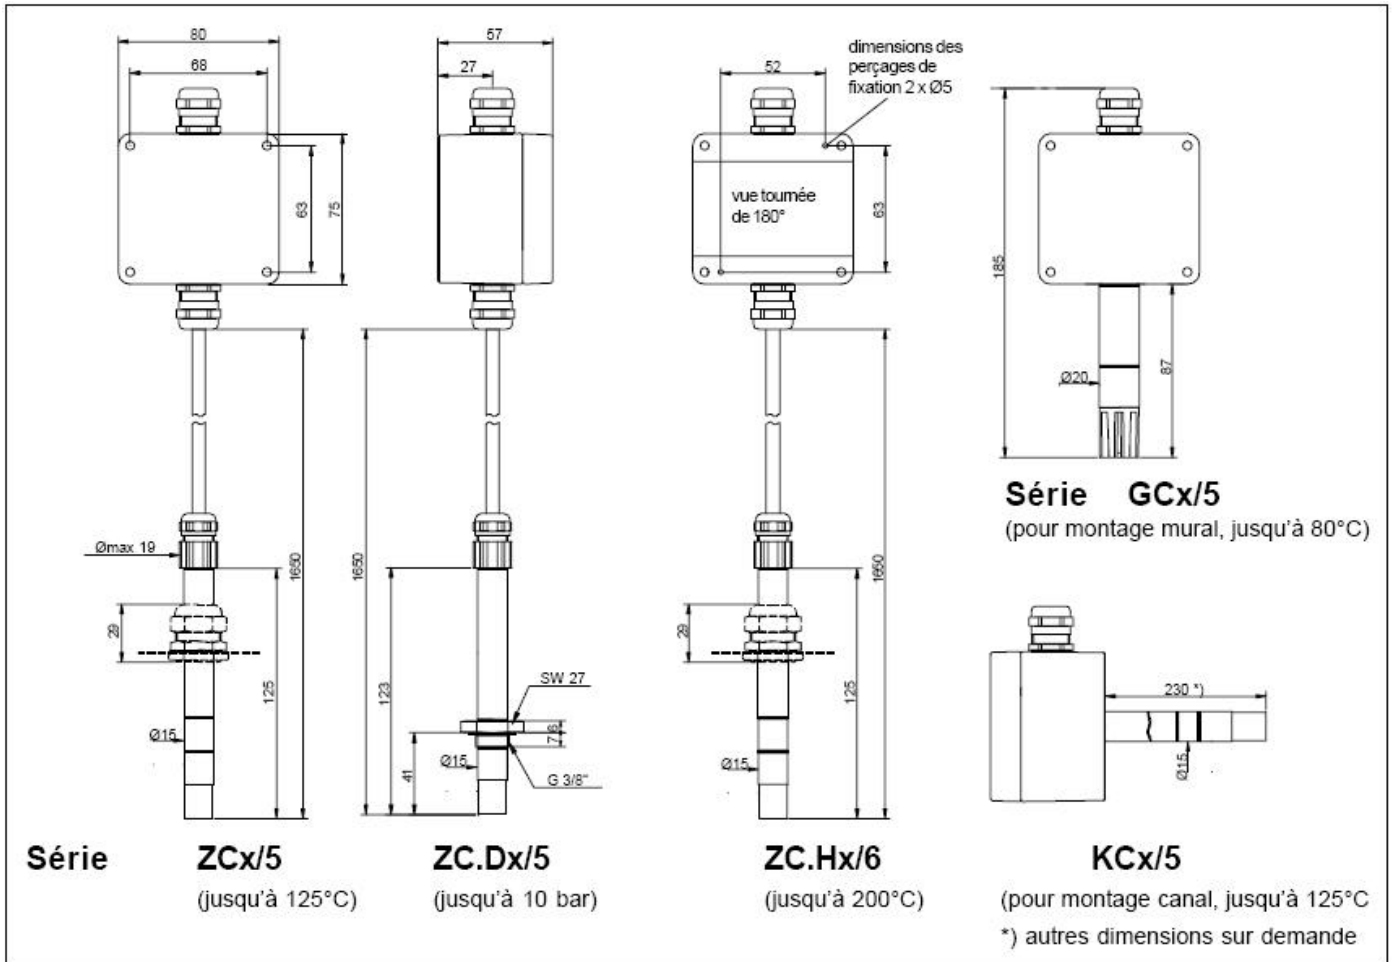 80
68
63
75
Ømax 19
29
Ø15
125
1650
57
27
1650
123
41
Ø15
SW 27
7,6
G 3/8"
52
dimensions des
perçages de
fixation 2 x Ø5
vue tournée
de 180°
63
29
Ø15
125
1650
185
Ø20
87
Série GCx/5
(pour montage mural, jusqu'à 80°C)
230 *)
Ø15
Série ZCx/5 ZC.Dx/5 ZC.Hx/6 KCx/5
(jusqu'à 125°C) (jusqu'à 10 bar) (jusqu'à 200°C) (pour montage canal, jusqu'à 125°C
*) autres dimensions sur demande